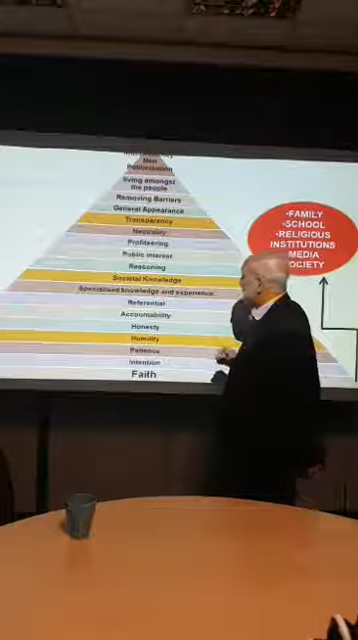 Non
Politicization
living amongst
the people
Removing Barriers
General Appearance
Transparency
Neutrality
Profiteering
Public interest
Reasoning
Societal Knowledge
Specialised knowledge and experience
Referential
Accountability
Honesty
Humility
Patience
Intention
Faith
•FAMILY
•SCHOOL
•RELIGIOUS
INSTITUTIONS
MEDIA
SOCIETY